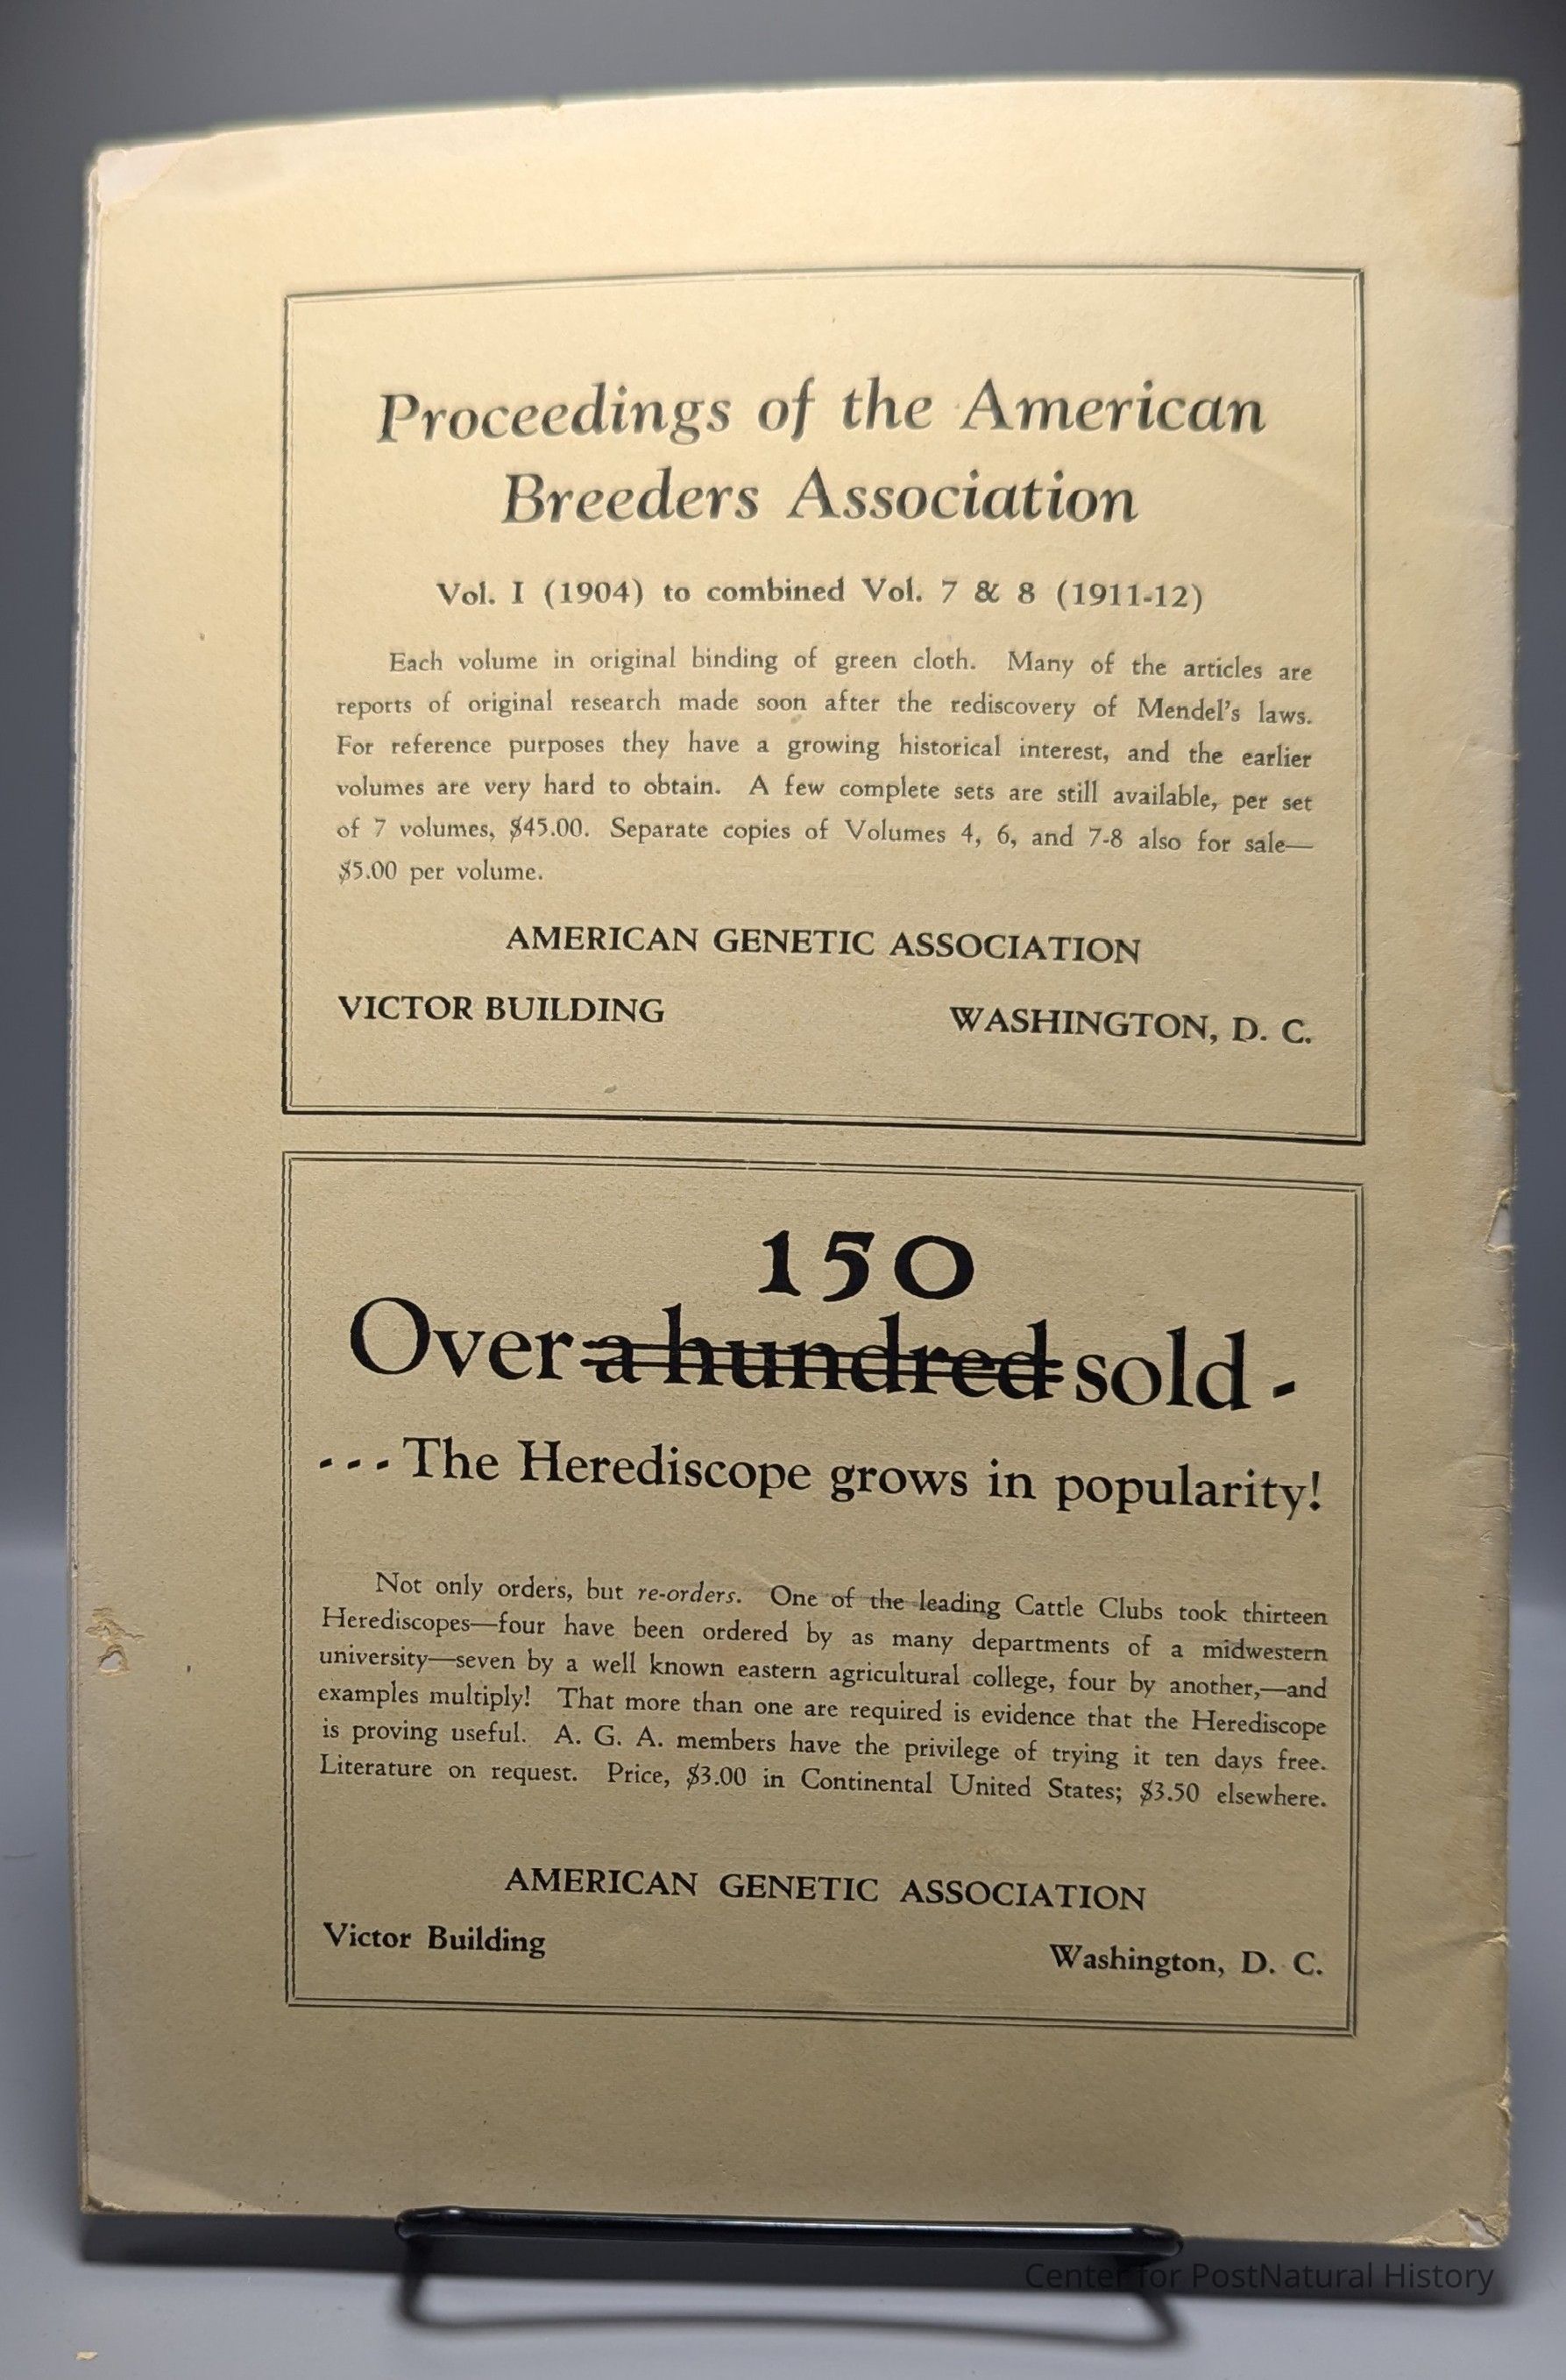 Proceedings of the American
Breeders Association
Vol. I (1904) to combined Vol. 7 & 8 (1911-12)
Each volume in original binding of green cloth. Many of the articles are
reports of original research made soon after the rediscovery of Mendel's laws.
For reference purposes they have a growing historical interest, and the earlier
volumes are very hard to obtain. A few complete sets are still available, per set
of 7 volumes, $45.00. Separate copies of Volumes 4, 6, and 7-8 also for sale—
$5.00 per volume.
AMERICAN GENETIC ASSOCIATION
VICTOR BUILDING WASHINGTON, D. C.
150
Over a hundred sold -
- - - The Herediscope grows in popularity!
Not only orders, but re-orders. One of the leading Cattle Clubs took thirteen
Herediscopes—four have been ordered by as many departments of a midwestern
university—seven by a well known eastern agricultural college, four by another,—and
examples multiply! That more than one are required is evidence that the Herediscope
is proving useful. A. G. A. members have the privilege of trying it ten days free.
Literature on request. Price, $3.00 in Continental United States; $3.50 elsewhere.
AMERICAN GENETIC ASSOCIATION
Victor Building Washington, D. C.
Center for PostNatural History